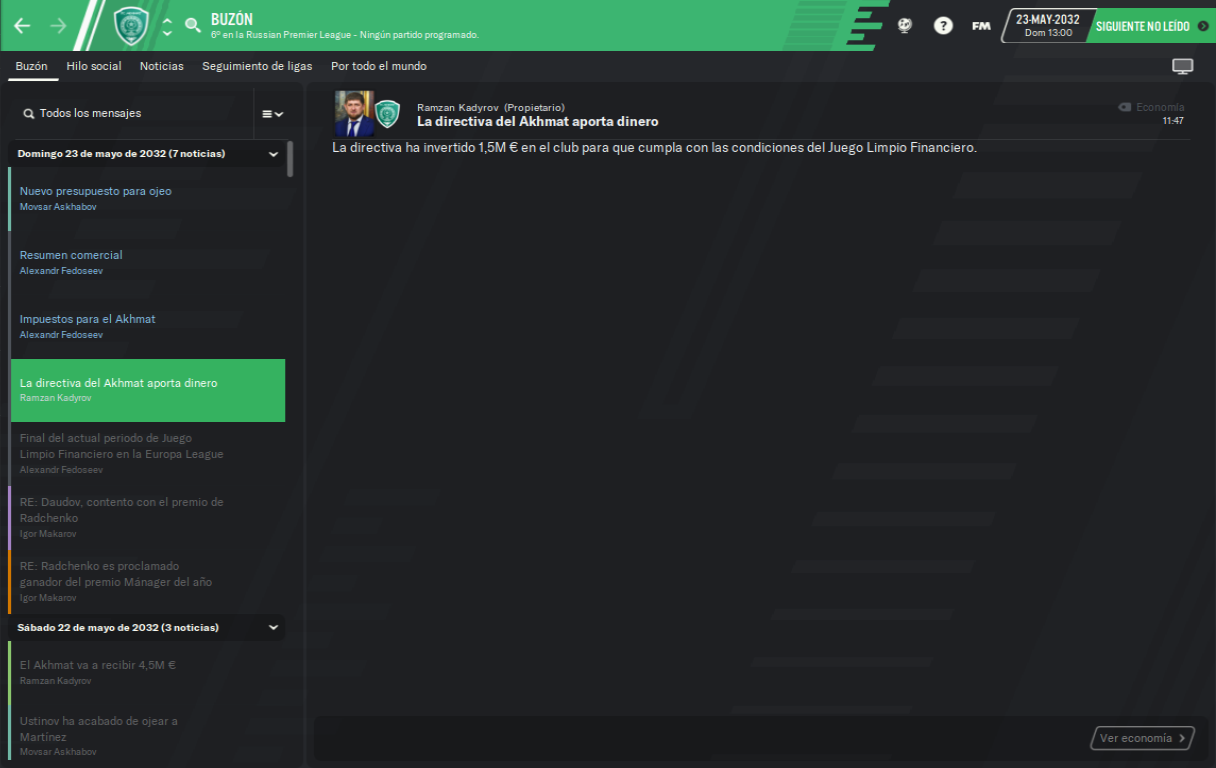 BUZÓN
6º en la Russian Premier League - Ningún partido programado.
FM
23-MAY-2032
Dom 13:00
SIGUIENTE NO LEÍDO
Buzón
Hilo social
Noticias
Seguimiento de ligas
Por todo el mundo
Todos los mensajes
Domingo 23 de mayo de 2032 (7 noticias)
Nuevo presupuesto para ojeo
Movsar Askhabov
Resumen comercial
Alexandr Fedoseev
Impuestos para el Akhmat
Alexandr Fedoseev
La directiva del Akhmat aporta dinero
Ramzan Kadyrov
Final del actual periodo de Juego
Limpio Financiero en la Europa League
Alexandr Fedoseev
RE: Daudov, contento con el premio de
Radchenko
Igor Makarov
RE: Radchenko es proclamado
ganador del premio Mánager del año
Igor Makarov
Sábado 22 de mayo de 2032 (3 noticias)
El Akhmat va a recibir 4,5M €
Ramzan Kadyrov
Ustinov ha acabado de ojear a
Martínez
Movsar Askhabov
Ramzan Kadyrov (Propietario)
La directiva del Akhmat aporta dinero
Economía
11:47
La directiva ha invertido 1,5M € en el club para que cumpla con las condiciones del Juego Limpio Financiero.
Ver economía